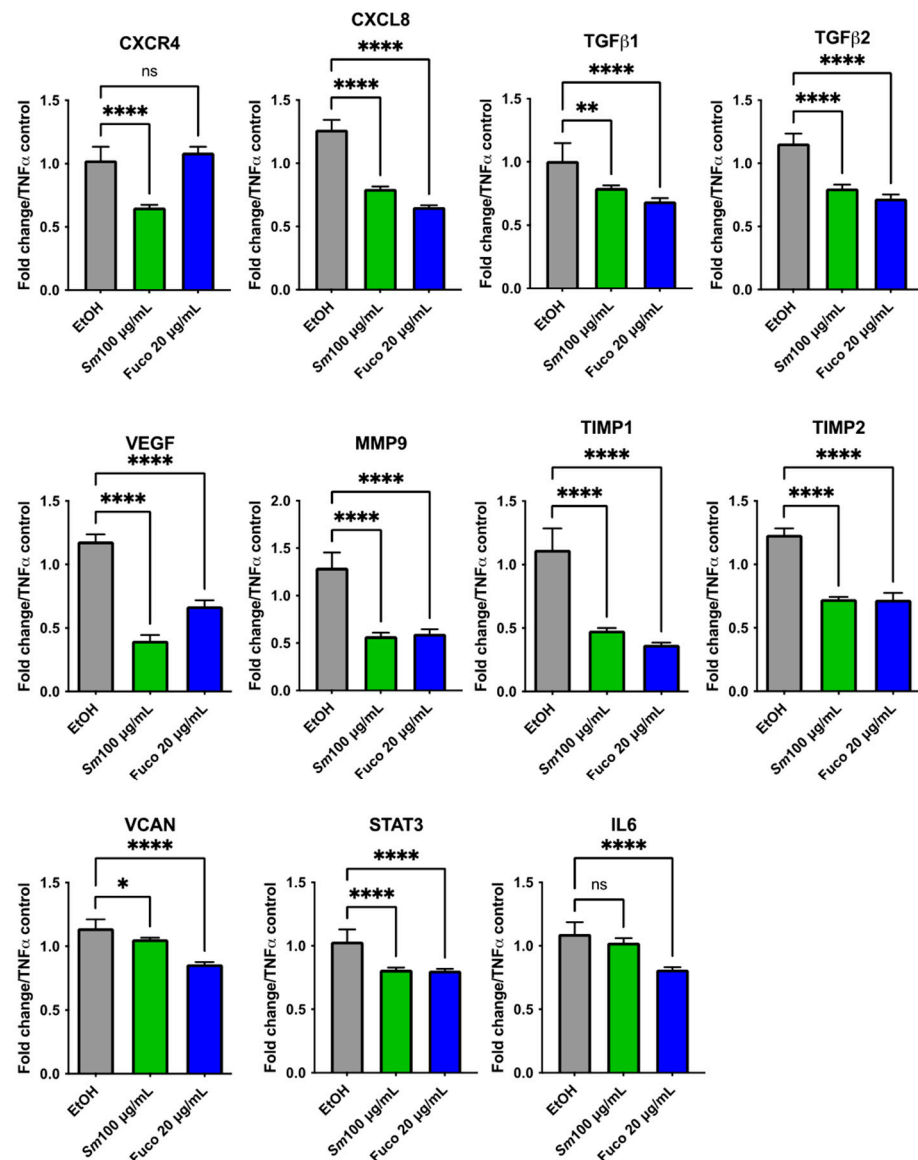 CXCR4
ns
****
Fold change/TNFα control
1.5
1.0
0.5
0.0
EtOH
Sm100 µg/mL
Fuco 20 µg/mL
CXCL8
****
****
Fold change/TNFα control
1.5
1.0
0.5
0.0
EtOH
Sm100 µg/mL
Fuco 20 µg/mL
TGFβ1
****
**
Fold change/TNFα control
1.5
1.0
0.5
0.0
EtOH
Sm100 µg/mL
Fuco 20 µg/mL
TGFβ2
****
****
Fold change/TNFα control
1.5
1.0
0.5
0.0
EtOH
Sm100 µg/mL
Fuco 20 µg/mL
VEGF
****
****
Fold change/TNFα control
1.5
1.0
0.5
0.0
EtOH
Sm100 µg/mL
Fuco 20 µg/mL
MMP9
****
****
Fold change/TNFα control
2.0
1.5
1.0
0.5
0.0
EtOH
Sm100 µg/mL
Fuco 20 µg/mL
TIMP1
****
****
Fold change/TNFα control
1.5
1.0
0.5
0.0
EtOH
Sm100 µg/mL
Fuco 20 µg/mL
TIMP2
****
****
Fold change/TNFα control
1.5
1.0
0.5
0.0
EtOH
Sm100 µg/mL
Fuco 20 µg/mL
VCAN
****
*
Fold change/TNFα control
1.5
1.0
0.5
0.0
EtOH
Sm100 µg/mL
Fuco 20 µg/mL
STAT3
****
****
Fold change/TNFα control
1.5
1.0
0.5
0.0
EtOH
Sm100 µg/mL
Fuco 20 µg/mL
IL6
****
ns
Fold change/TNFα control
1.5
1.0
0.5
0.0
EtOH
Sm100 µg/mL
Fuco 20 µg/mL